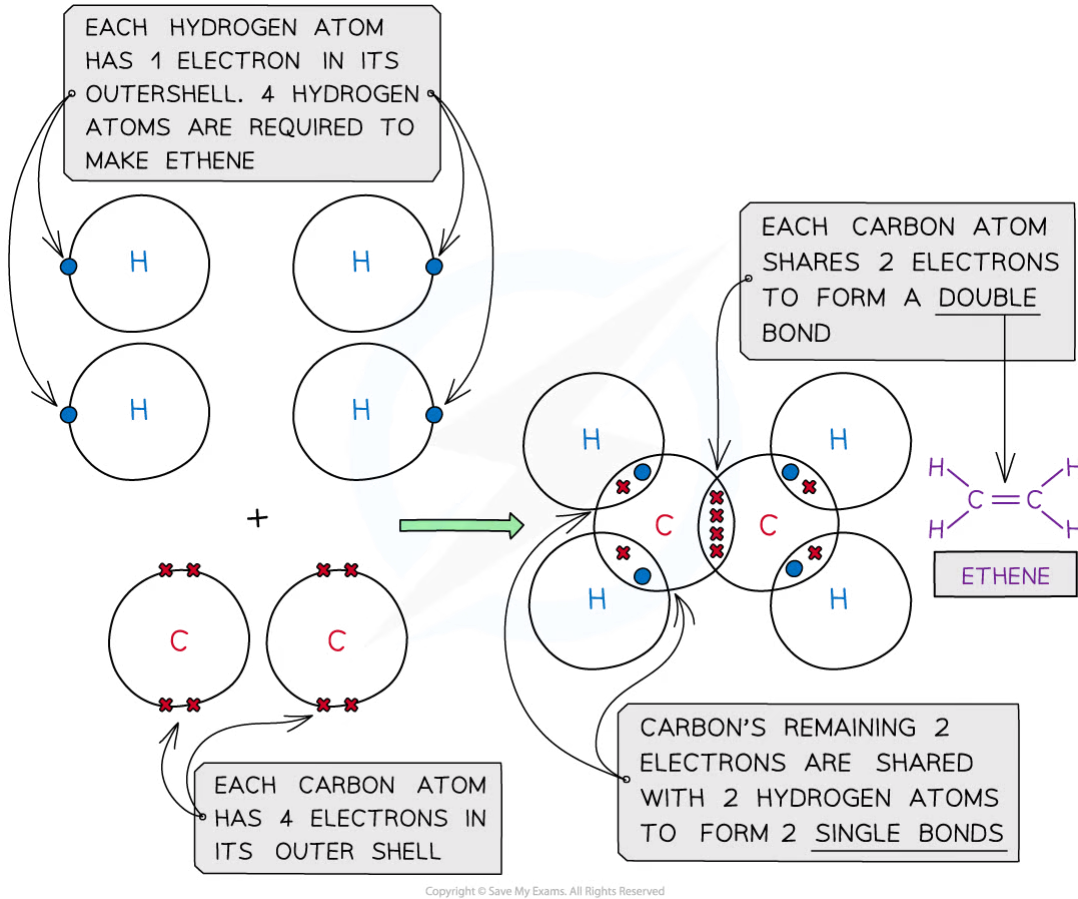 EACH HYDROGEN ATOM
HAS 1 ELECTRON IN ITS
OUTERSHELL. 4 HYDROGEN
ATOMS ARE REQUIRED TO
MAKE ETHENE
H
H
H
H
+
C
C
EACH CARBON ATOM
HAS 4 ELECTRONS IN
ITS OUTER SHELL
EACH CARBON ATOM
SHARES 2 ELECTRONS
TO FORM A DOUBLE
BOND
H
H
C
C
H
H
H
H
C=C
H
H
ETHENE
CARBON'S REMAINING 2
ELECTRONS ARE SHARED
WITH 2 HYDROGEN ATOMS
TO FORM 2 SINGLE BONDS
Copyright © Save My Exams. All Rights Reserved